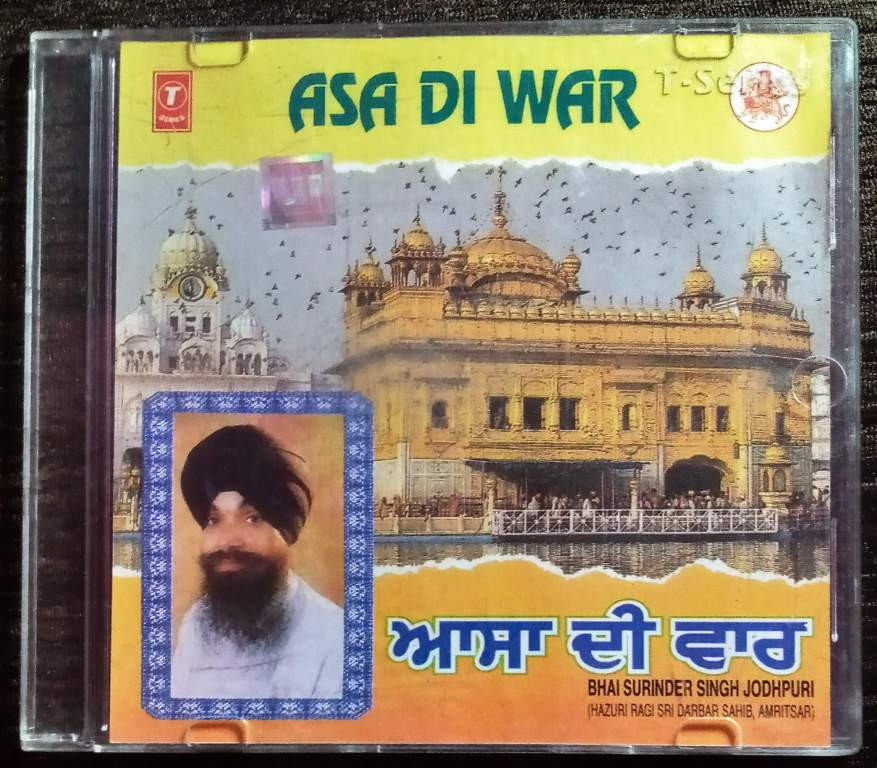 T
SERIES
ASA DI WAR
T-Series
ਆਸਾ ਦੀ ਵਾਰ
BHAI SURINDER SINGH JODHPURI
(HAZURI RAGI SRI DARBAR SAHIB, AMRITSAR)